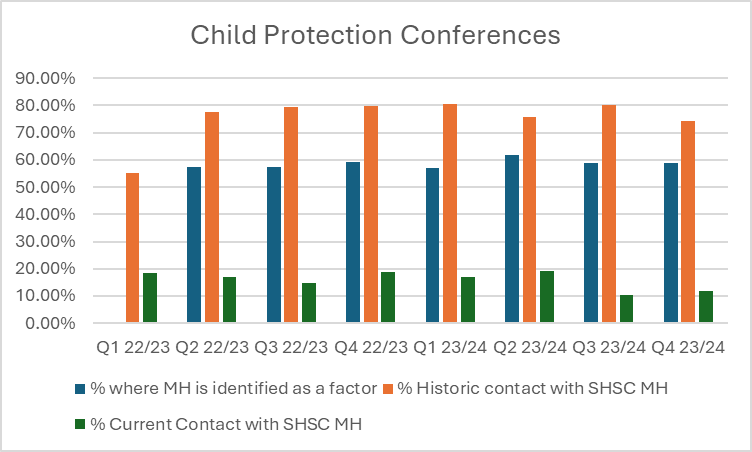 Child Protection Conferences
90.00%
80.00%
70.00%
60.00%
50.00%
40.00%
30.00%
20.00%
10.00%
0.00%
Q1 22/23 Q2 22/23 Q3 22/23 Q4 22/23 Q1 23/24 Q2 23/24 Q3 23/24 Q4 23/24
% where MH is identified as a factor % Historic contact with SHSC MH
% Current Contact with SHSC MH